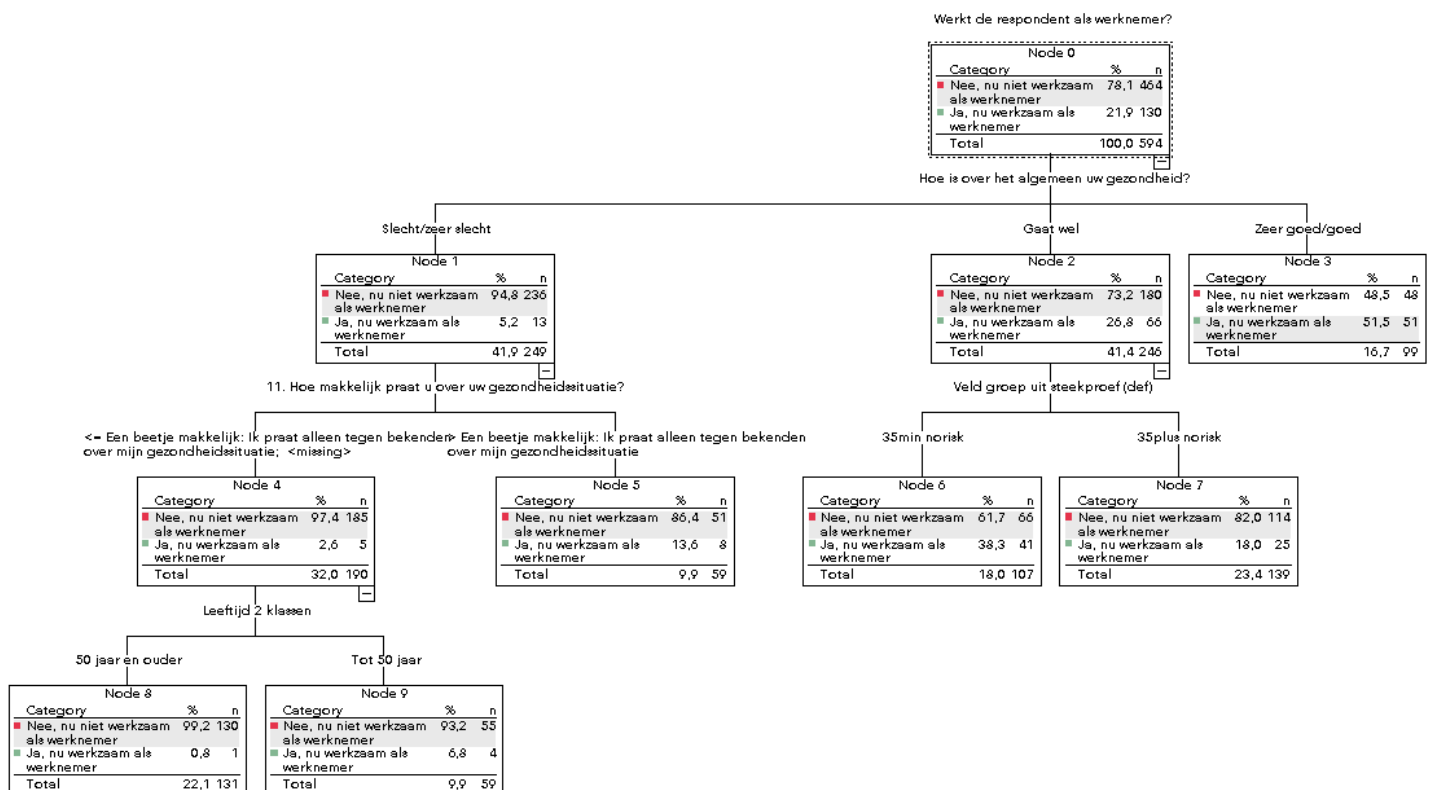 Werkt de respondent als werknemer?
Node 0
Category % n
Nee, nu niet werkzaam 78,1 464
als werknemer
Ja, nu werkzaam als 21,9 130
werknemer
Total 100,0 594
Hoe is over het algemeen uw gezondheid?
Slecht/zeer slecht
Gaat wel
Zeer goed/goed
Node 1
Category % n
Nee, nu niet werkzaam 94,8 236
als werknemer
Ja, nu werkzaam als 5,2 13
werknemer
Total 41,9 249
Node 2
Category % n
Nee, nu niet werkzaam 73,2 180
als werknemer
Ja, nu werkzaam als 26,8 66
werknemer
Total 41,4 246
Node 3
Category % n
Nee, nu niet werkzaam 48,5 48
als werknemer
Ja, nu werkzaam als 51,5 51
werknemer
Total 16,7 99
11. Hoe makkelijk praat u over uw gezondheidssituatie?
Veld groep uit steekproef (def)
<= Een beetje makkelijk: Ik praat alleen tegen bekenden
over mijn gezondheidssituatie; <missing>
> Een beetje makkelijk: Ik praat alleen tegen bekenden
over mijn gezondheidssituatie
35min norisk
35plus norisk
Node 4
Category % n
Nee, nu niet werkzaam 97,4 185
als werknemer
Ja, nu werkzaam als 2,6 5
werknemer
Total 32,0 190
Node 5
Category % n
Nee, nu niet werkzaam 86,4 51
als werknemer
Ja, nu werkzaam als 13,6 8
werknemer
Total 9,9 59
Node 6
Category % n
Nee, nu niet werkzaam 61,7 66
als werknemer
Ja, nu werkzaam als 38,3 41
werknemer
Total 18,0 107
Node 7
Category % n
Nee, nu niet werkzaam 82,0 114
als werknemer
Ja, nu werkzaam als 18,0 25
werknemer
Total 23,4 139
Leeftijd 2 klassen
50 jaar en ouder
Tot 50 jaar
Node 8
Category % n
Nee, nu niet werkzaam 99,2 130
als werknemer
Ja, nu werkzaam als 0,8 1
werknemer
Total 22,1 131
Node 9
Category % n
Nee, nu niet werkzaam 93,2 55
als werknemer
Ja, nu werkzaam als 6,8 4
werknemer
Total 9,9 59